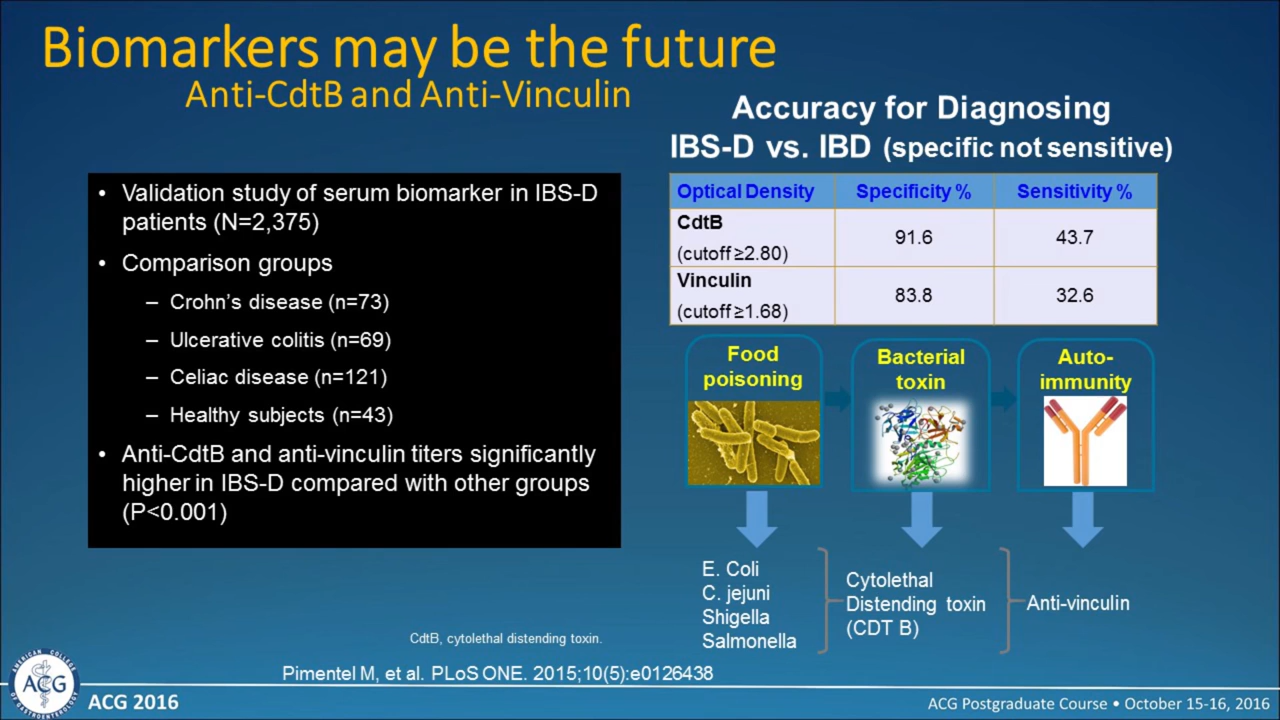 Biomarkers may be the future
Anti-CdtB and Anti-Vinculin
• Validation study of serum biomarker in IBS-D
patients (N=2,375)
• Comparison groups
– Crohn’s disease (n=73)
– Ulcerative colitis (n=69)
– Celiac disease (n=121)
– Healthy subjects (n=43)
• Anti-CdtB and anti-vinculin titers significantly
higher in IBS-D compared with other groups
(P<0.001)
Accuracy for Diagnosing
IBS-D vs. IBD (specific not sensitive)
Optical Density Specificity % Sensitivity %
CdtB
(cutoff ≥2.80) 91.6 43.7
Vinculin
(cutoff ≥1.68) 83.8 32.6
Food
poisoning
Bacterial
toxin
Auto-
immunity
E. Coli
C. jejuni
Shigella
Salmonella
Cytolethal
Distending toxin
(CDT B)
Anti-vinculin
CdtB, cytolethal distending toxin.
Pimentel M, et al. PLoS ONE. 2015;10(5):e0126438
AMERICAN COLLEGE
OF GASTROENTEROLOGY
ACG
ACG 2016
ACG Postgraduate Course • October 15-16, 2016